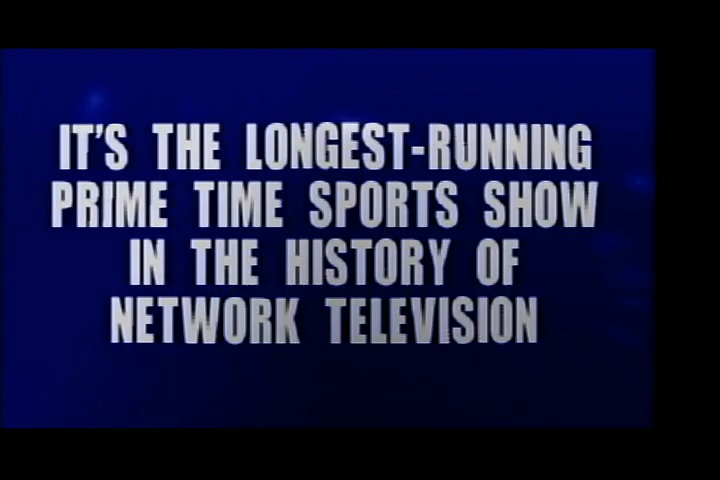 IT'S THE LONGEST-RUNNING
PRIME TIME SPORTS SHOW
IN THE HISTORY OF
NETWORK TELEVISION